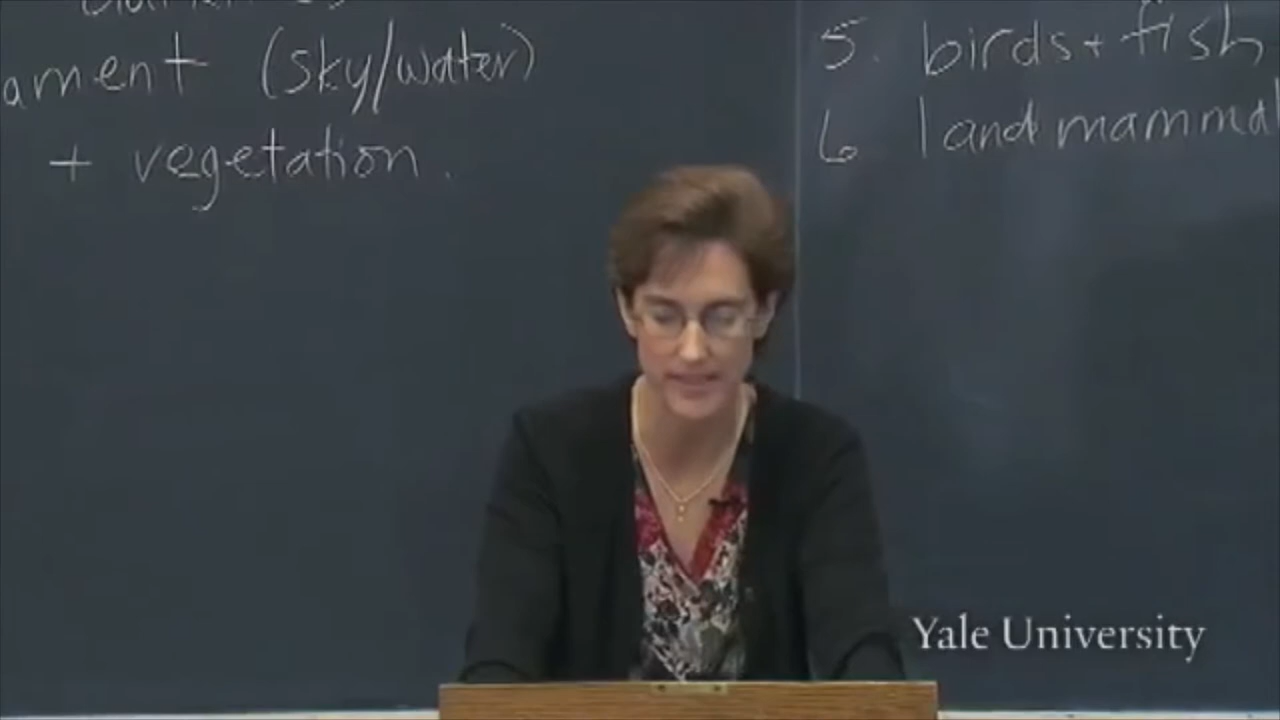 ament (sky/water)
+ vegetation.
5. birds + fish
6 land mammal
Yale University